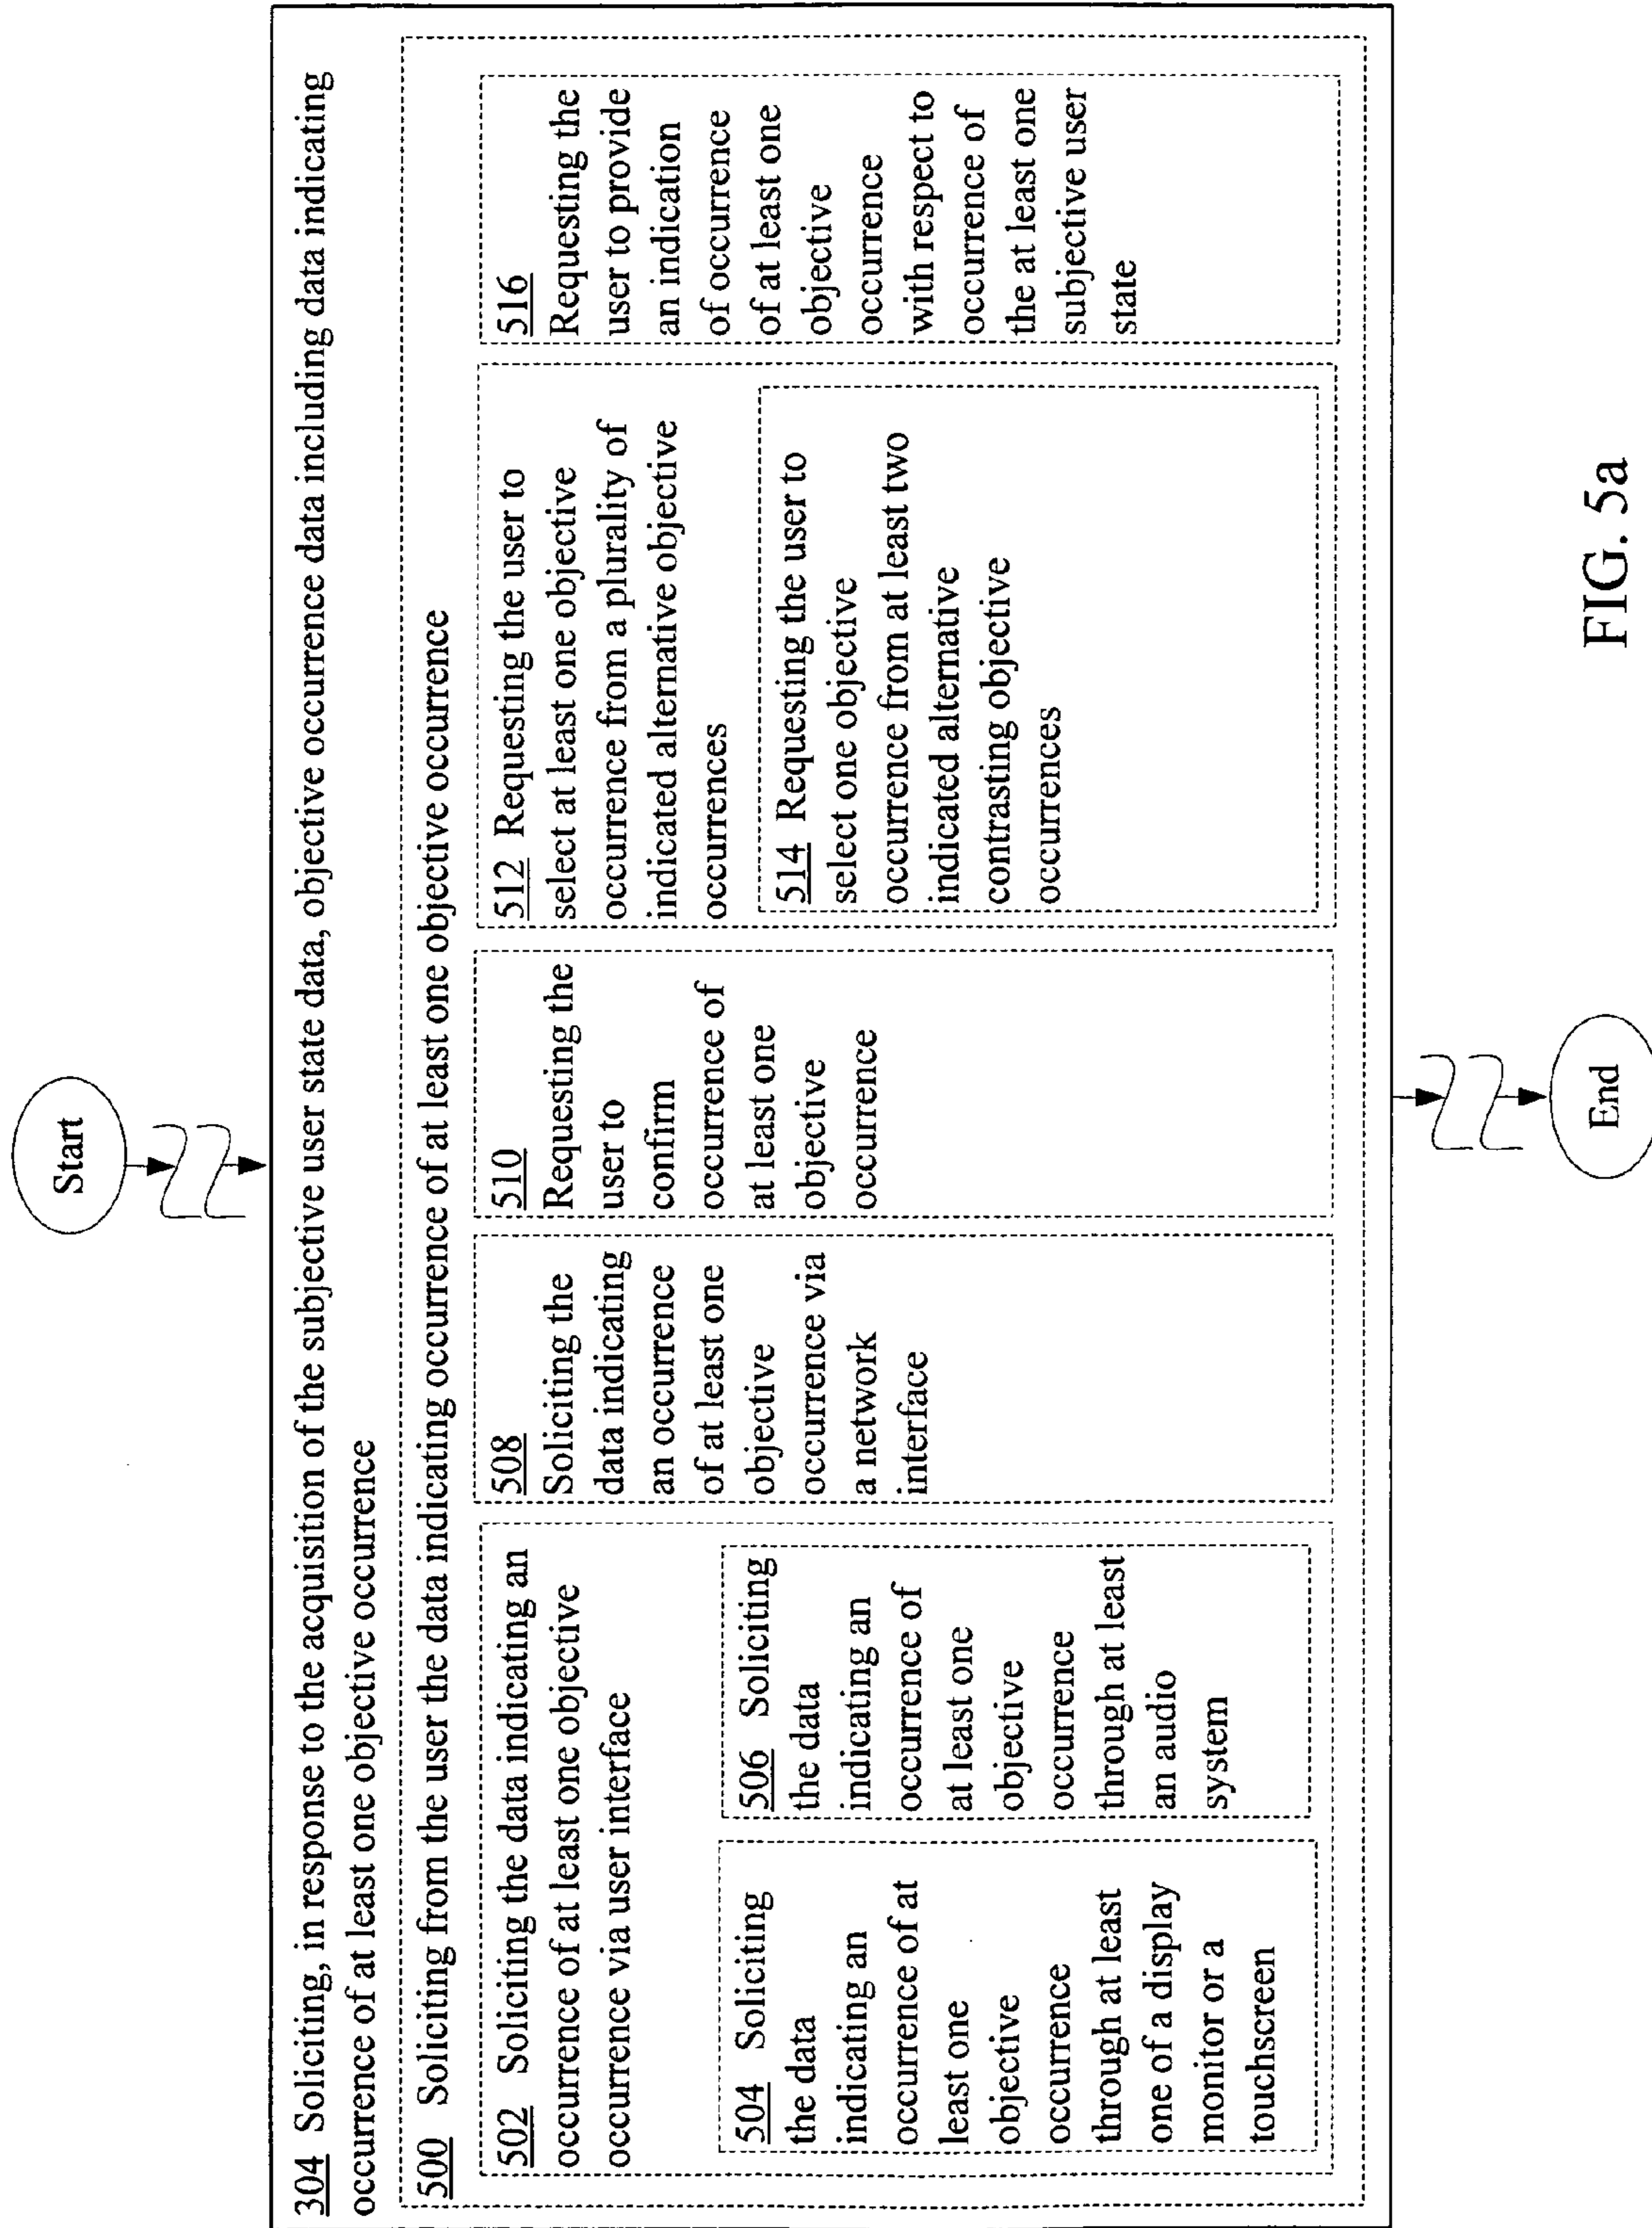 Start
304 Soliciting, in response to the acquisition of the subjective user state data, objective occurrence data including data indicating
occurrence of at least one objective occurrence
500 Soliciting from the user the data indicating occurrence of at least one objective occurrence
502 Soliciting the data indicating an
occurrence of at least one objective
occurrence via user interface
504 Soliciting
the data
indicating an
occurrence of at
least one
objective
occurrence
through at least
one of a display
monitor or a
touchscreen
506 Soliciting
the data
indicating an
occurrence of
at least one
objective
occurrence
through at least
an audio
system
508
Soliciting the
data indicating
an occurrence
of at least one
objective
occurrence via
a network
interface
510
Requesting the
user to
confirm
occurrence of
at least one
objective
occurrence
512 Requesting the user to
select at least one objective
occurrence from a plurality of
indicated alternative objective
occurrences
514 Requesting the user to
select one objective
occurrence from at least two
indicated alternative
contrasting objective
occurrences
516
Requesting the
user to provide
an indication
of occurrence
of at least one
objective
occurrence
with respect to
occurrence of
the at least one
subjective user
state
End
FIG. 5a